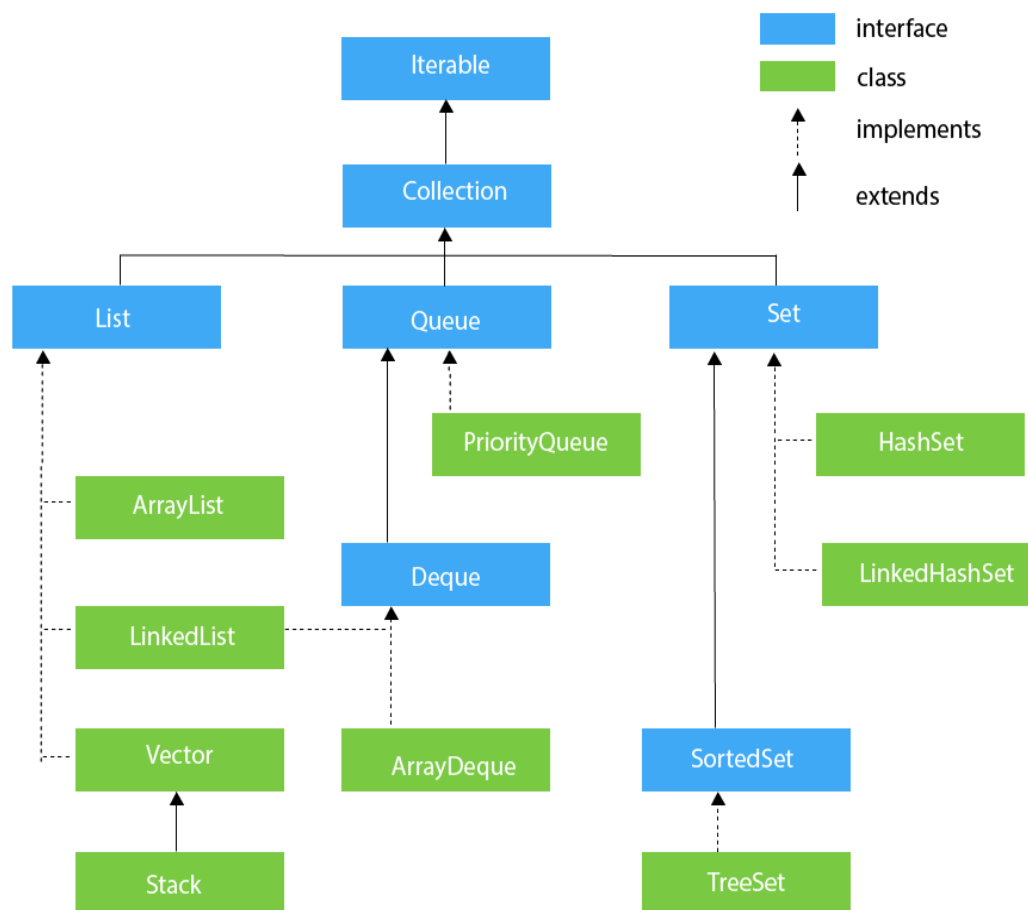 interface
Iterable
class
implements
Collection
extends
List
Queue
Set
PriorityQueue
HashSet
ArrayList
Deque
LinkedHashSet
LinkedList
Vector
ArrayDeque
SortedSet
Stack
TreeSet